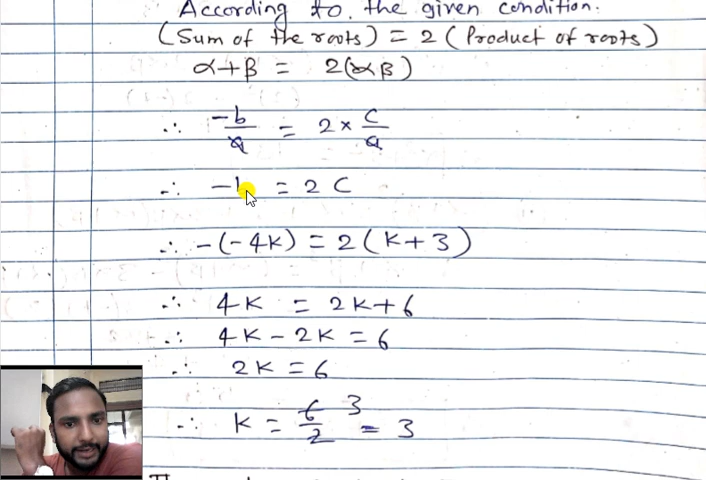 According to the given condition.
(Sum of the roots) = 2 (Product of roots)
α+β = 2(αβ)
∴ -b/a = 2 × c/a
∴ -b = 2 C
∴ -(-4k) = 2(k+3)
∴ 4k = 2k+6
∴ 4k - 2k = 6
∴ 2k = 6
∴ k = 6/2 3 = 3